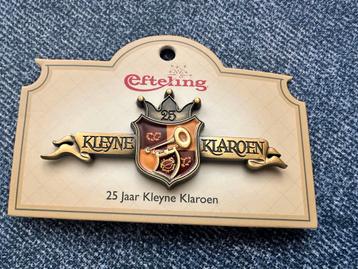 Efteling
25
KLEYNE KLAROEN
25 Jaar Kleyne Klaroen